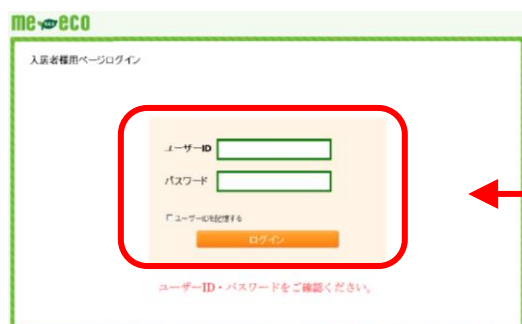 me eco
入居者様用ページログイン
ユーザーID
パスワード
ユーザーIDを記憶する
ログイン
ユーザーID・パスワードをご確認ください。